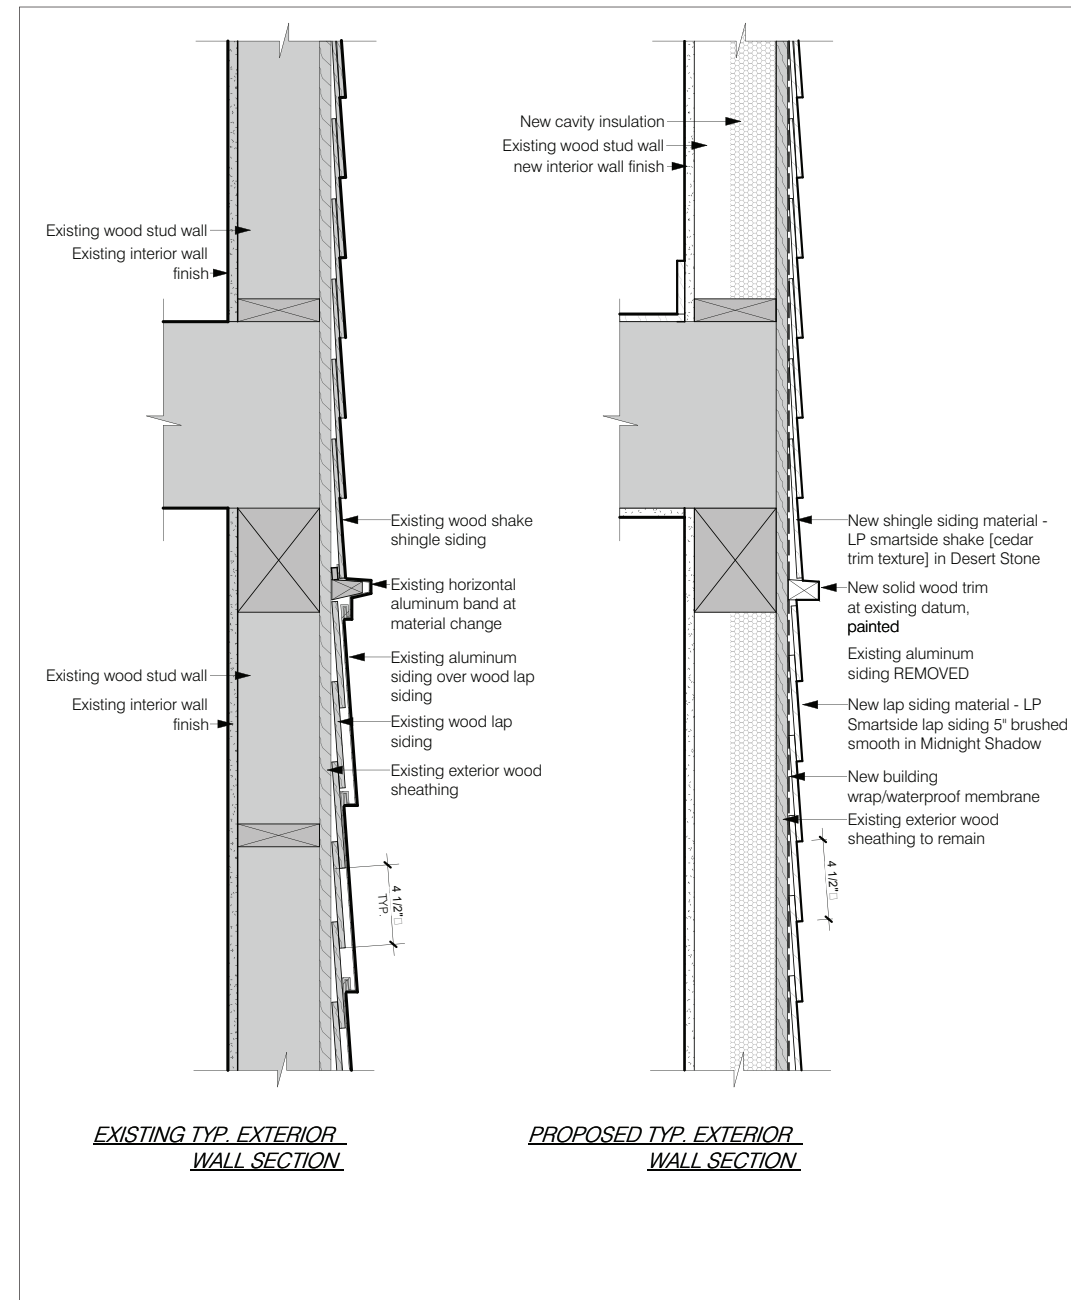 Existing wood stud wall
Existing interior wall
finish
Existing wood shake
shingle siding
Existing horizontal
aluminum band at
material change
Existing aluminum
siding over wood lap
siding
Existing wood stud wall
Existing interior wall
finish
Existing wood lap
siding
Existing exterior wood
sheathing
4 1/2"□
TYP.
EXISTING TYP. EXTERIOR
WALL SECTION
New cavity insulation
Existing wood stud wall
new interior wall finish
New shingle siding material -
LP smartside shake [cedar
trim texture] in Desert Stone
New solid wood trim
at existing datum,
painted
Existing aluminum
siding REMOVED
New lap siding material - LP
Smartside lap siding 5" brushed
smooth in Midnight Shadow
New building
wrap/waterproof membrane
Existing exterior wood
sheathing to remain
4 1/2"□
PROPOSED TYP. EXTERIOR
WALL SECTION